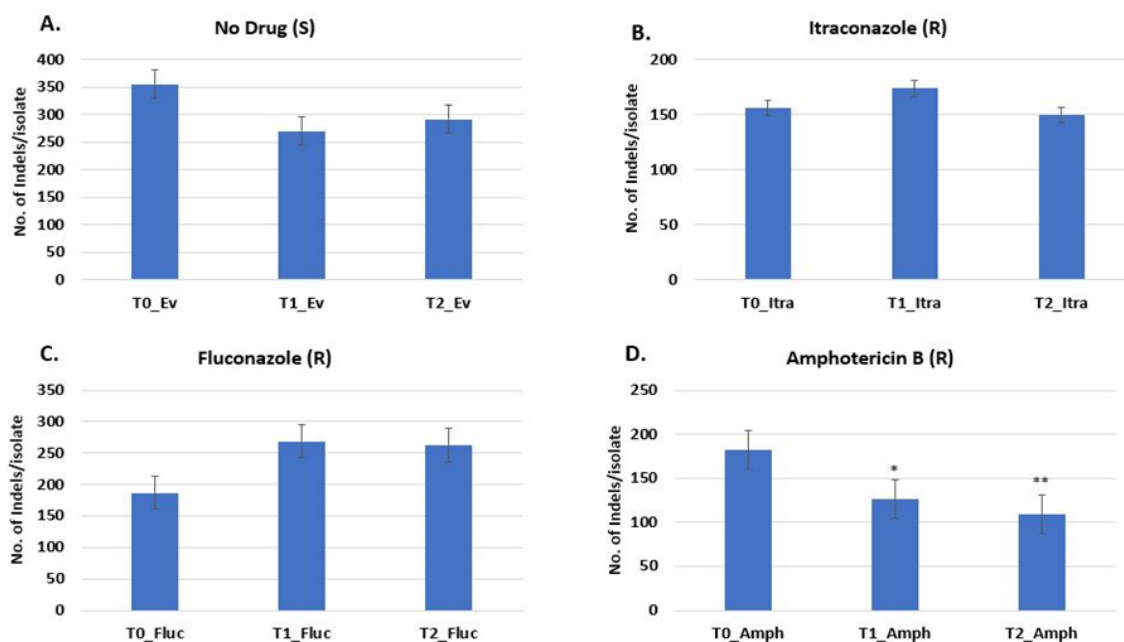 A.
No Drug (S)
No. of Indels/isolate
400
350
300
250
200
150
100
50
0
T0_Ev T1_Ev T2_Ev
B.
Itraconazole (R)
No. of Indels/isolate
200
150
100
50
0
T0_Itra T1_Itra T2_Itra
C.
Fluconazole (R)
No. of Indels/isolate
350
300
250
200
150
100
50
0
T0_Fluc T1_Fluc T2_Fluc
D.
Amphotericin B (R)
No. of Indels/isolate
250
200
150
100
50
0
* **
T0_Amph T1_Amph T2_Amph